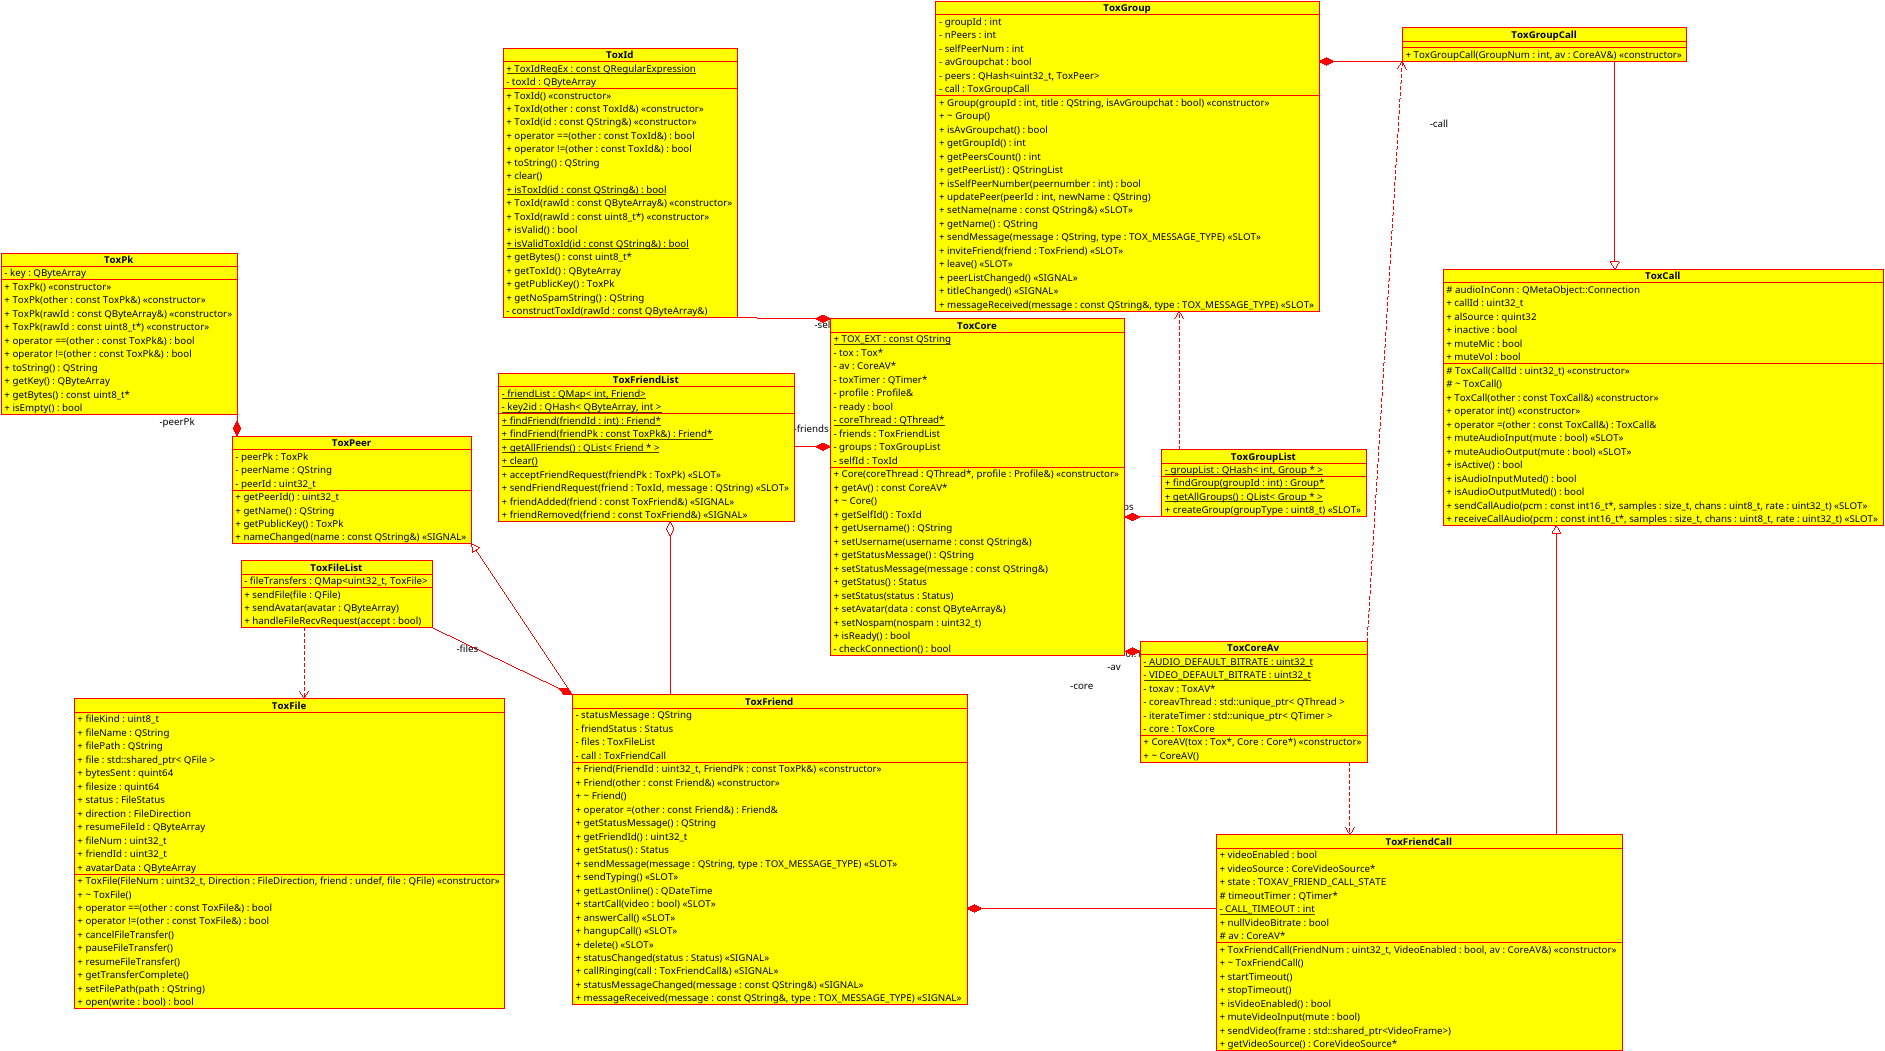 ToxGroup
- groupId : int
- nPeers : int
- selfPeerNum : int
- avGroupchat : bool
- peers : QHash<uint32_t, ToxPeer>
- call : ToxGroupCall
+ Group(groupId : int, title : QString, isAvGroupchat : bool) «constructor»
+ ~ Group()
+ isAvGroupchat() : bool
+ getGroupId() : int
+ getPeersCount() : int
+ getPeerList() : QStringList
+ isSelfPeerNumber(peernumber : int) : bool
+ updatePeer(peerId : int, newName : QString)
+ setName(name : const QString&) «SLOT»
+ getName() : QString
+ sendMessage(message : QString, type : TOX_MESSAGE_TYPE) «SLOT»
+ inviteFriend(friend : ToxFriend) «SLOT»
+ leave() «SLOT»
+ peerListChanged() «SIGNAL»
+ titleChanged() «SIGNAL»
+ messageReceived(message : const QString&, type : TOX_MESSAGE_TYPE) «SLOT»
ToxGroupCall
+ ToxGroupCall(GroupNum : int, av : CoreAV&) «constructor»
-call
ToxId
+ ToxIdRegEx : const QRegularExpression
- toxId : QByteArray
+ ToxId() «constructor»
+ ToxId(other : const ToxId&) «constructor»
+ ToxId(id : const QString&) «constructor»
+ operator ==(other : const ToxId&) : bool
+ operator !=(other : const ToxId&) : bool
+ toString() : QString
+ clear()
+ isToxId(id : const QString&) : bool
+ ToxId(rawId : const QByteArray&) «constructor»
+ ToxId(rawId : const uint8_t*) «constructor»
+ isValid() : bool
+ isValidToxId(id : const QString&) : bool
+ getBytes() : const uint8_t*
+ getToxId() : QByteArray
+ getPublicKey() : ToxPk
+ getNoSpamString() : QString
- constructToxId(rawId : const QByteArray&)
-sel
ToxPk
- key : QByteArray
+ ToxPk() «constructor»
+ ToxPk(other : const ToxPk&) «constructor»
+ ToxPk(rawId : const QByteArray&) «constructor»
+ ToxPk(rawId : const uint8_t*) «constructor»
+ operator ==(other : const ToxPk&) : bool
+ operator !=(other : const ToxPk&) : bool
+ toString() : QString
+ getKey() : QByteArray
+ getBytes() : const uint8_t*
+ isEmpty() : bool
-peerPk
ToxCall
# audioInConn : QMetaObject::Connection
+ callId : uint32_t
+ alSource : quint32
+ inactive : bool
+ muteMic : bool
+ muteVol : bool
# ToxCall(CallId : uint32_t) «constructor»
# ~ ToxCall()
+ ToxCall(other : const ToxCall&) «constructor»
+ operator int() «constructor»
+ operator =(other : const ToxCall&) : ToxCall&
+ muteAudioInput(mute : bool) «SLOT»
+ muteAudioOutput(mute : bool) «SLOT»
+ isActive() : bool
+ isAudioInputMuted() : bool
+ isAudioOutputMuted() : bool
+ sendCallAudio(pcm : const int16_t*, samples : size_t, chans : uint8_t, rate : uint32_t) «SLOT»
+ receiveCallAudio(pcm : const int16_t*, samples : size_t, chans : uint8_t, rate : uint32_t) «SLOT»
ToxCore
+ TOX_EXT : const QString
- tox : Tox*
- av : CoreAV*
- toxTimer : QTimer*
- profile : Profile&
- ready : bool
- coreThread : QThread*
- friends : ToxFriendList
- groups : ToxGroupList
- selfId : ToxId
+ Core(coreThread : QThread*, profile : Profile&) «constructor»
+ getAv() : const CoreAV*
+ ~ Core()
+ getSelfId() : ToxId
+ getUsername() : QString
+ setUsername(username : const QString&)
+ getStatusMessage() : QString
+ setStatusMessage(message : const QString&)
+ getStatus() : Status
+ setStatus(status : Status)
+ setAvatar(data : const QByteArray&)
+ setNospam(nospam : uint32_t)
+ isReady() : bool
- checkConnection() : bool
ToxFriendList
- friendList : QMap< int, Friend>
- key2id : QHash< QByteArray, int >
+ findFriend(friendId : int) : Friend*
+ findFriend(friendPk : const ToxPk&) : Friend*
+ getAllFriends() : QList< Friend * >
+ clear()
+ acceptFriendRequest(friendPk : ToxPk) «SLOT»
+ sendFriendRequest(friend : ToxId, message : QString) «SLOT»
+ friendAdded(friend : const ToxFriend&) «SIGNAL»
+ friendRemoved(friend : const ToxFriend&) «SIGNAL»
-friends
ToxPeer
- peerPk : ToxPk
- peerName : QString
- peerId : uint32_t
+ getPeerId() : uint32_t
+ getName() : QString
+ getPublicKey() : ToxPk
+ nameChanged(name : const QString&) «SIGNAL»
ToxGroupList
- groupList : QHash< int, Group * >
+ findGroup(groupId : int) : Group*
+ getAllGroups() : QList< Group * >
+ createGroup(groupType : uint8_t) «SLOT»
ToxFileList
- fileTransfers : QMap<uint32_t, ToxFile>
+ sendFile(file : QFile)
+ sendAvatar(avatar : QByteArray)
+ handleFileRecvRequest(accept : bool)
-files
ToxCoreAv
- AUDIO_DEFAULT_BITRATE : uint32_t
- VIDEO_DEFAULT_BITRATE : uint32_t
- toxav : ToxAV*
- coreavThread : std::unique_ptr< QThread >
- iterateTimer : std::unique_ptr< QTimer >
- core : ToxCore
+ CoreAV(tox : Tox*, Core : Core*) «constructor»
+ ~ CoreAV()
-av
-core
ToxFile
+ fileKind : uint8_t
+ fileName : QString
+ filePath : QString
+ file : std::shared_ptr< QFile >
+ bytesSent : quint64
+ filesize : quint64
+ status : FileStatus
+ direction : FileDirection
+ resumeFileId : QByteArray
+ fileNum : uint32_t
+ friendId : uint32_t
+ avatarData : QByteArray
+ ToxFile(FileNum : uint32_t, Direction : FileDirection, friend : undef, file : QFile) «constructor»
+ ~ ToxFile()
+ operator ==(other : const ToxFile&) : bool
+ operator !=(other : const ToxFile&) : bool
+ cancelFileTransfer()
+ pauseFileTransfer()
+ resumeFileTransfer()
+ getTransferComplete()
+ setFilePath(path : QString)
+ open(write : bool) : bool
ToxFriend
- statusMessage : QString
- friendStatus : Status
- files : ToxFileList
- call : ToxFriendCall
+ Friend(FriendId : uint32_t, FriendPk : const ToxPk&) «constructor»
+ Friend(other : const Friend&) «constructor»
+ ~ Friend()
+ operator =(other : const Friend&) : Friend&
+ getStatusMessage() : QString
+ getFriendId() : uint32_t
+ getStatus() : Status
+ sendMessage(message : QString, type : TOX_MESSAGE_TYPE) «SLOT»
+ sendTyping() «SLOT»
+ getLastOnline() : QDateTime
+ startCall(video : bool) «SLOT»
+ answerCall() «SLOT»
+ hangupCall() «SLOT»
+ delete() «SLOT»
+ statusChanged(status : Status) «SIGNAL»
+ callRinging(call : ToxFriendCall&) «SIGNAL»
+ statusMessageChanged(message : const QString&) «SIGNAL»
+ messageReceived(message : const QString&, type : TOX_MESSAGE_TYPE) «SIGNAL»
ToxFriendCall
+ videoEnabled : bool
+ videoSource : CoreVideoSource*
+ state : TOXAV_FRIEND_CALL_STATE
# timeoutTimer : QTimer*
- CALL_TIMEOUT : int
+ nullVideoBitrate : bool
# av : CoreAV*
+ ToxFriendCall(FriendNum : uint32_t, VideoEnabled : bool, av : CoreAV&) «constructor»
+ ~ ToxFriendCall()
+ startTimeout()
+ stopTimeout()
+ isVideoEnabled() : bool
+ muteVideoInput(mute : bool)
+ sendVideo(frame : std::shared_ptr<VideoFrame>)
+ getVideoSource() : CoreVideoSource*